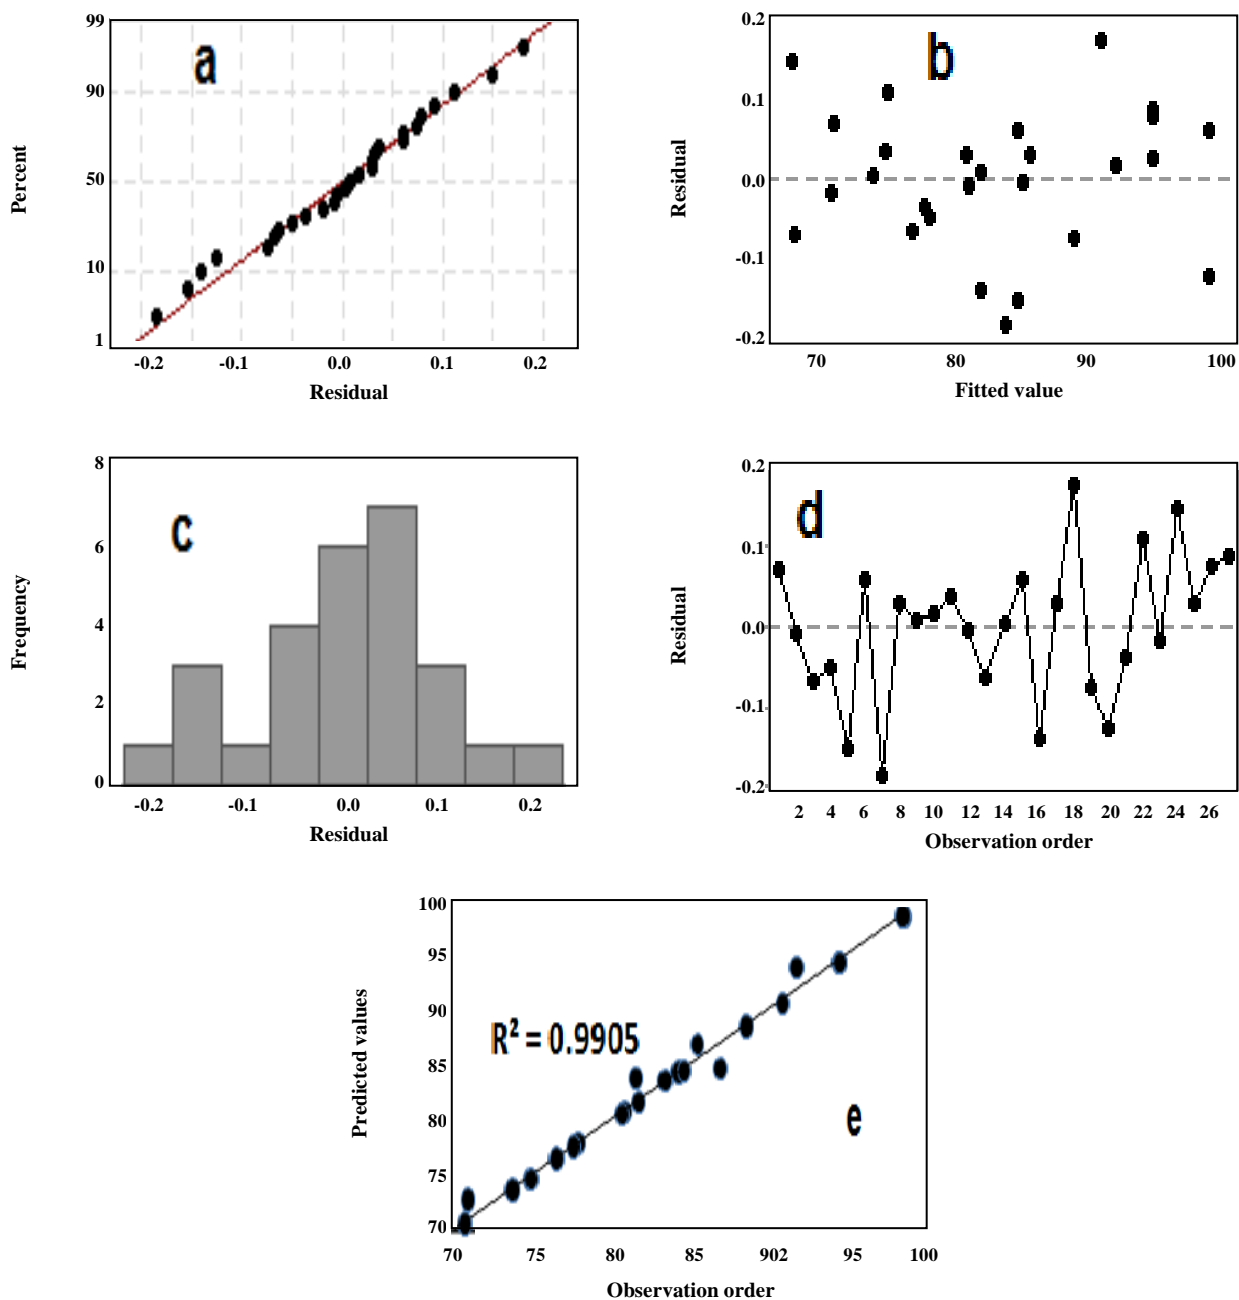 99
90
50
10
1
Percent
a
-0.2 -0.1 0.0 0.1 0.2
Residual
0.2
0.1
0.0
-0.1
-0.2
Residual
b
70 80 90 100
Fitted value
8
6
4
2
0
Frequency
c
-0.2 -0.1 0.0 0.1 0.2
Residual
0.2
0.1
0.0
-0.1
-0.2
Residual
d
2 4 6 8 10 12 14 16 18 20 22 24 26
Observation order
100
95
90
85
80
75
70
Predicted values
R² = 0.9905
e
70 75 80 85 902 95 100
Observation order